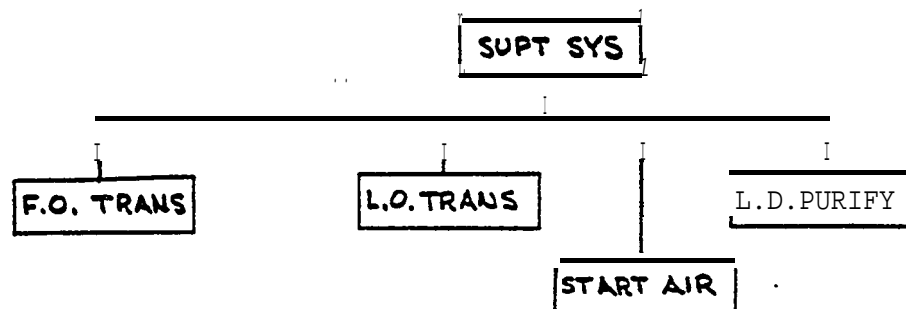 SUPT SYS
F.O. TRANS
L.O. TRANS
L.D.PURIFY
START AIR